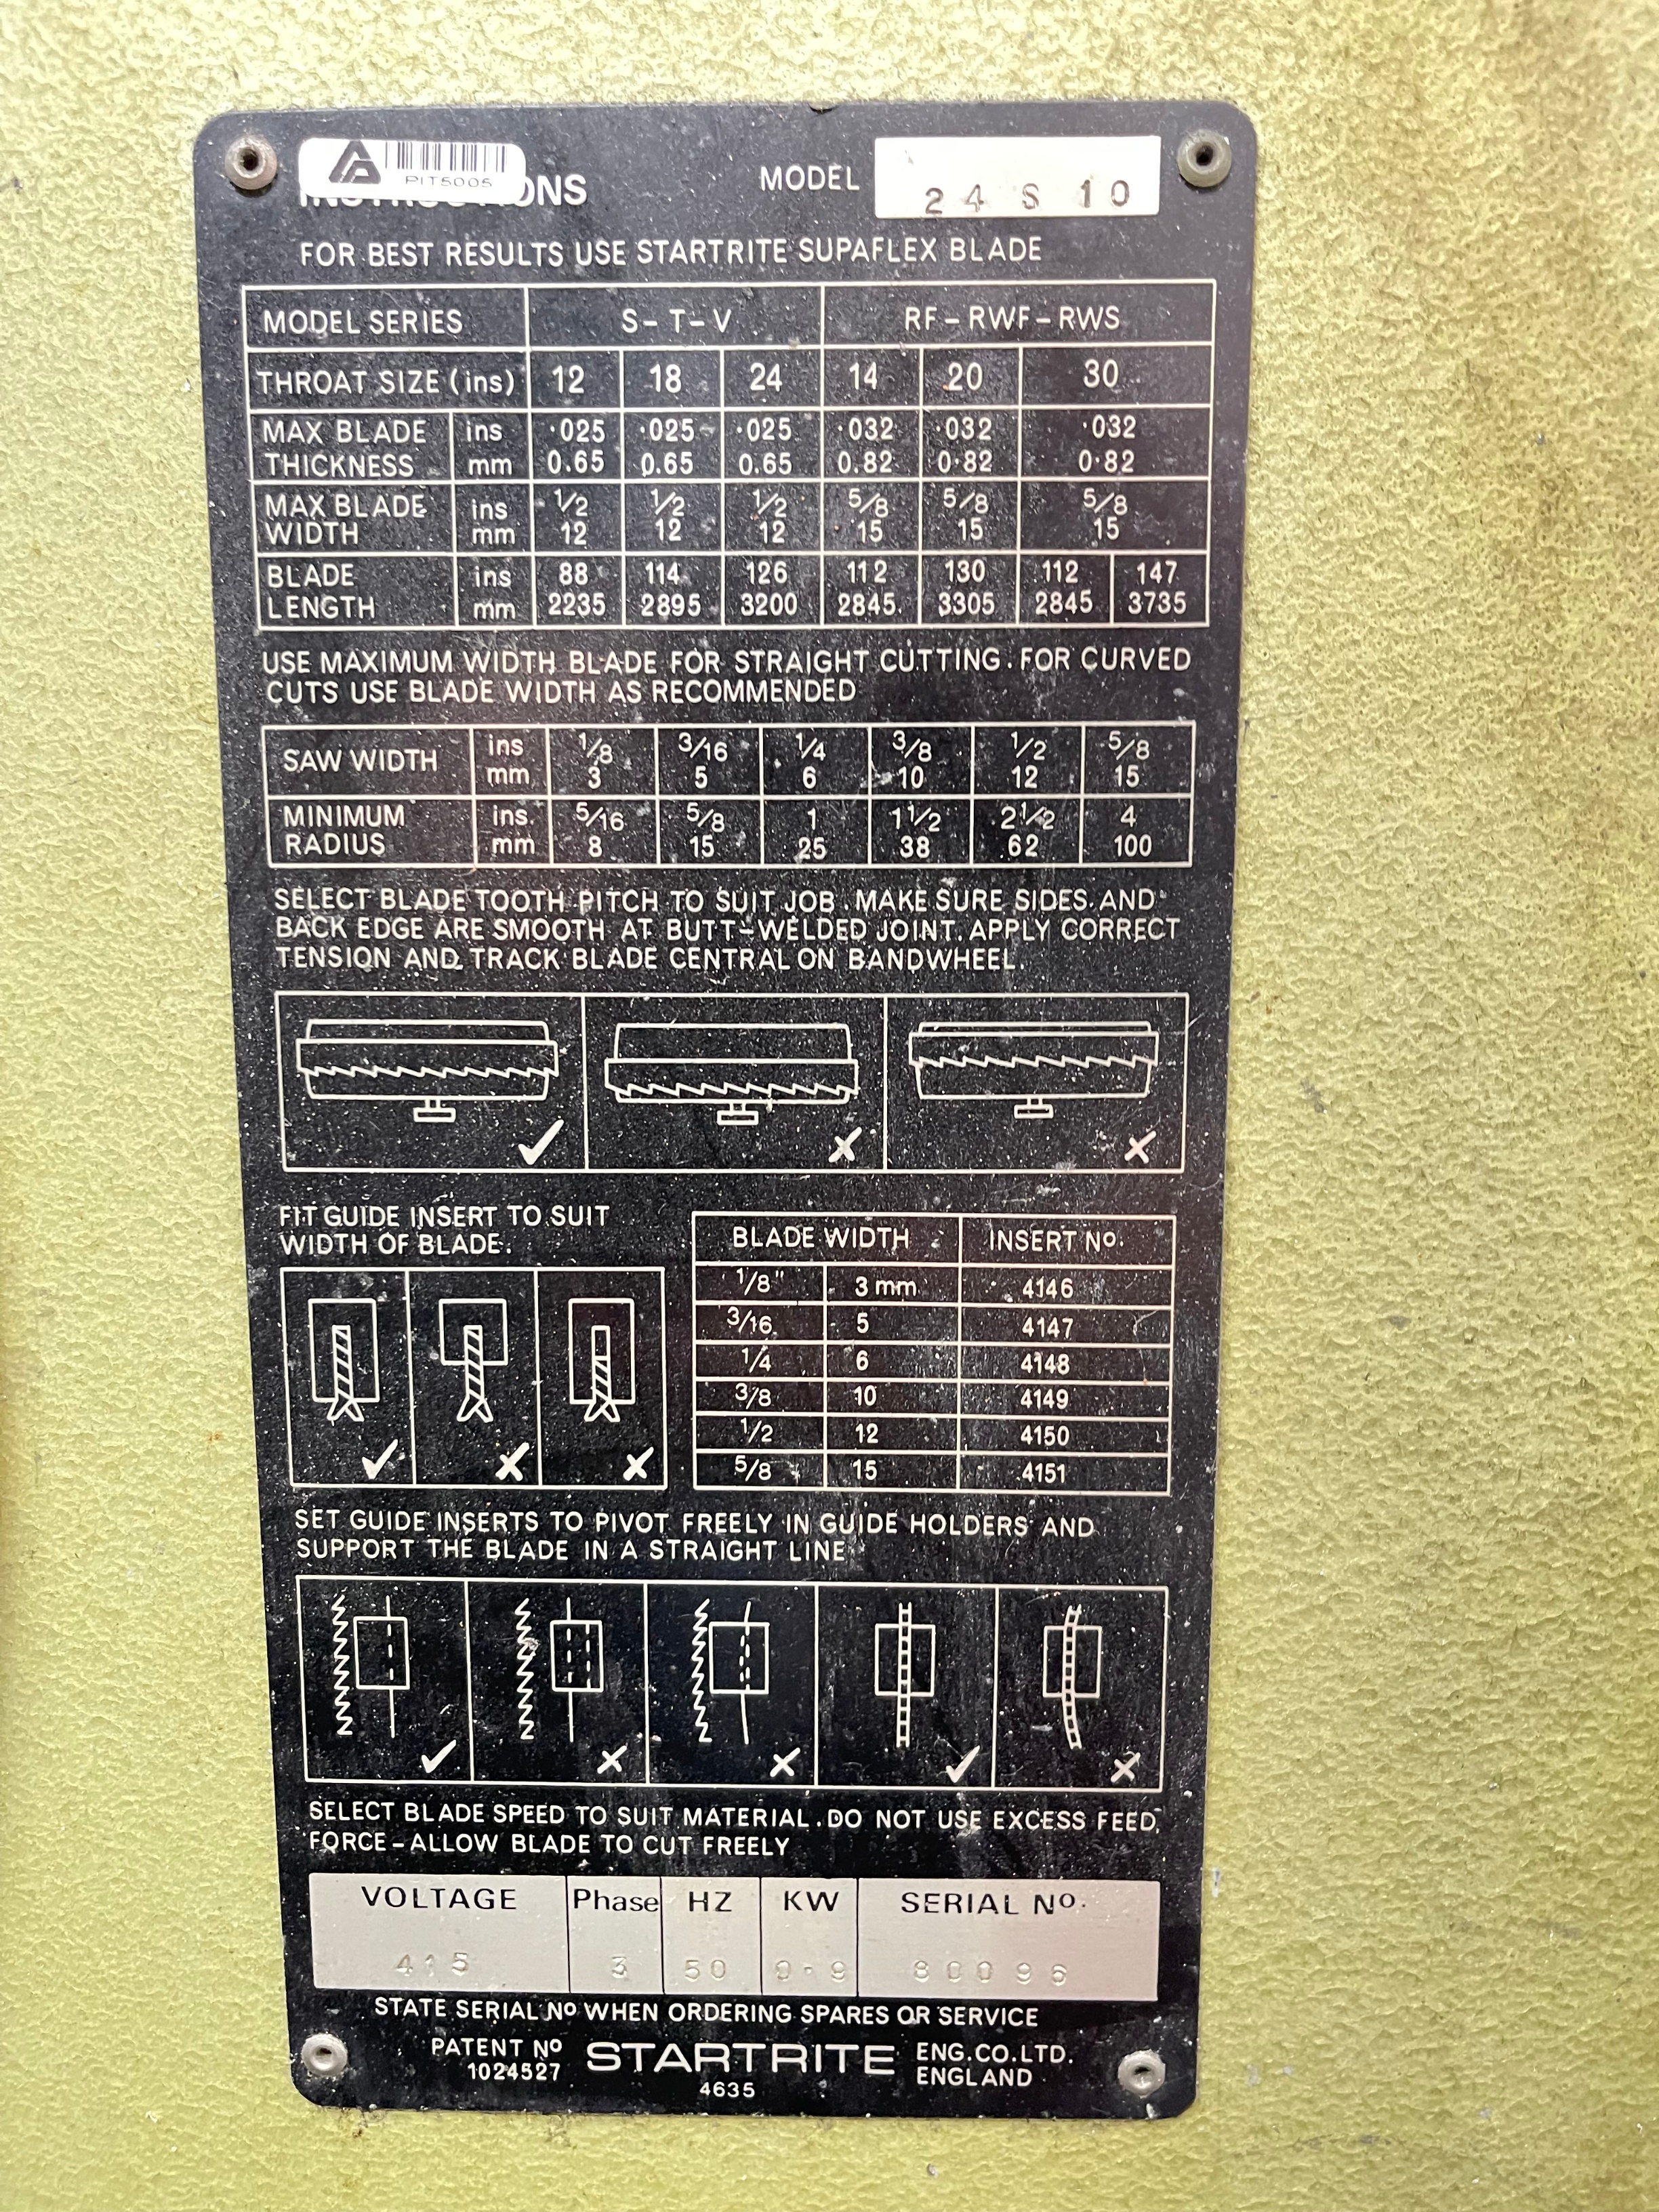 PIT5005
INSTRUCTIONS
MODEL 24 S 10
FOR BEST RESULTS USE STARTRITE SUPAFLEX BLADE
MODEL SERIES S-T-V RF-RWF-RWS
THROAT SIZE (ins) 12 18 24 14 20 30
MAX BLADE THICKNESS ins ·025 ·025 ·025 ·032 ·032 ·032
mm 0.65 0.65 0.65 0.82 0·82 0·82
MAX BLADE WIDTH ins 1/2 1/2 1/2 5/8 5/8 5/8
mm 12 12 12 15 15 15
BLADE LENGTH ins 88 114 126 112 130 112 147
mm 2235 2895 3200 2845 3305 2845 3735
USE MAXIMUM WIDTH BLADE FOR STRAIGHT CUTTING. FOR CURVED
CUTS USE BLADE WIDTH AS RECOMMENDED
SAW WIDTH ins 1/8 3/16 1/4 3/8 1/2 5/8
mm 3 5 6 10 12 15
MINIMUM RADIUS ins. 5/16 5/8 1 1 1/2 2 1/2 4
mm 8 15 25 38 62 100
SELECT BLADE TOOTH PITCH TO SUIT JOB. MAKE SURE SIDES AND
BACK EDGE ARE SMOOTH AT BUTT-WELDED JOINT. APPLY CORRECT
TENSION AND TRACK BLADE CENTRAL ON BANDWHEEL.
FIT GUIDE INSERT TO SUIT
WIDTH OF BLADE.
BLADE WIDTH INSERT No.
1/8" 3 mm 4146
3/16 5 4147
1/4 6 4148
3/8 10 4149
1/2 12 4150
5/8 15 4151
SET GUIDE INSERTS TO PIVOT FREELY IN GUIDE HOLDERS AND
SUPPORT THE BLADE IN A STRAIGHT LINE
SELECT BLADE SPEED TO SUIT MATERIAL. DO NOT USE EXCESS FEED
FORCE-ALLOW BLADE TO CUT FREELY
VOLTAGE Phase HZ KW SERIAL No.
415 3 50 0-9 80096
STATE SERIAL No WHEN ORDERING SPARES OR SERVICE
PATENT No
1024527
STARTRITE
4635
ENG.CO.LTD.
ENGLAND